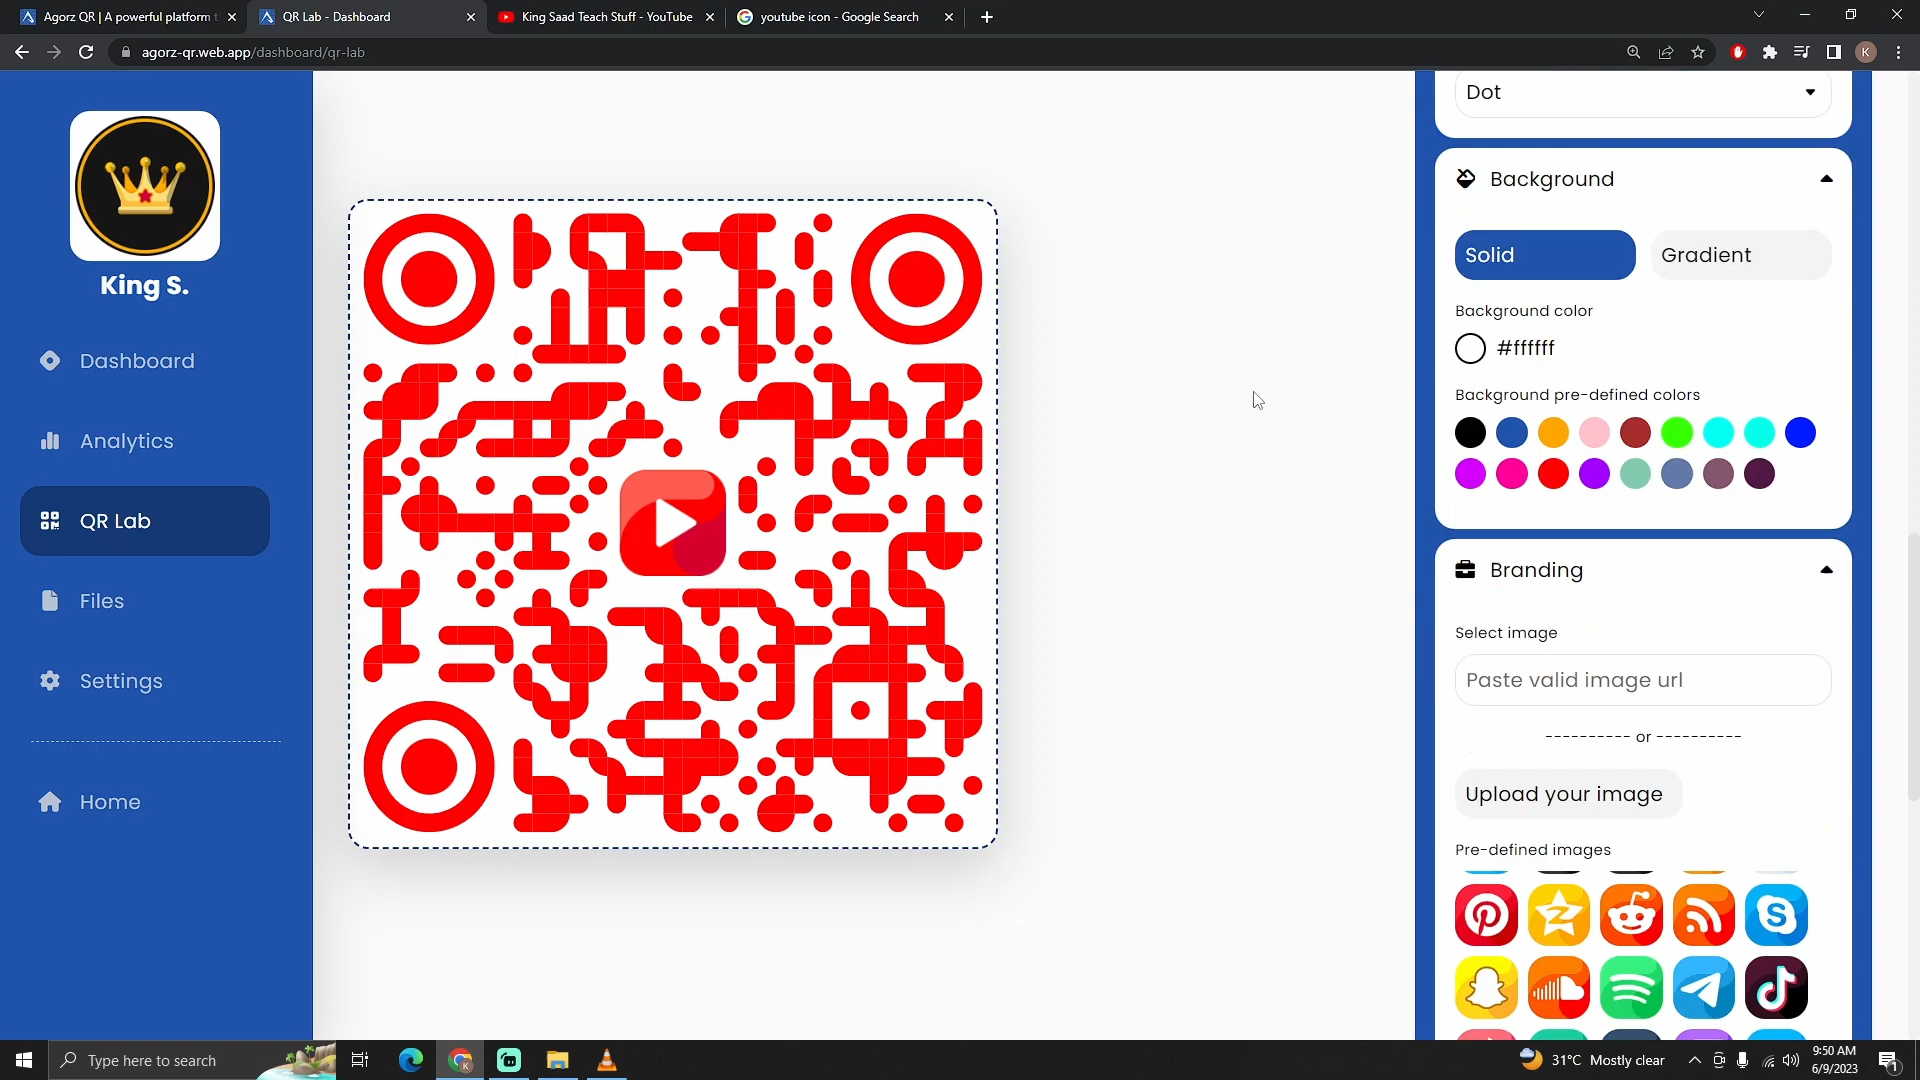 Agorz QR | A powerful platform t
QR Lab - Dashboard
King Saad Teach Stuff - YouTube
youtube icon - Google Search
agorz-qr.web.app/dashboard/qr-lab
K
King S.
Dashboard
Analytics
QR Lab
Files
Settings
Home
Dot
Background
Solid
Gradient
Background color
#ffffff
Background pre-defined colors
Branding
Select image
Paste valid image url
---------- or ----------
Upload your image
Pre-defined images
Type here to search
31°C Mostly clear
9:50 AM
6/9/2023
1